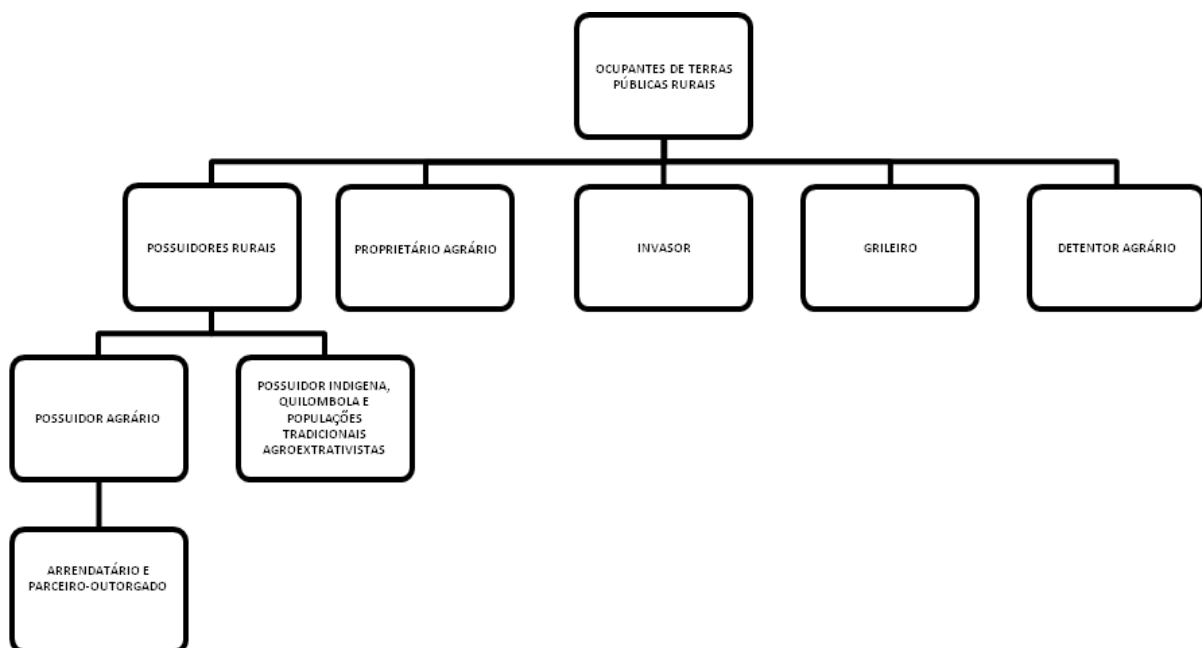 OCUPANTES DE TERRAS
PÚBLICAS RURAIS
POSSUIDORES RURAIS
PROPRIETÁRIO AGRÁRIO
INVASOR
GRILEIRO
DETENTOR AGRÁRIO
POSSUIDOR AGRÁRIO
POSSUIDOR INDIGENA,
QUILOMBOLA E
POPULAÇÕES
TRADICIONAIS
AGROEXTRATIVISTAS
ARRENDATÁRIO E
PARCEIRO-OUTORGADO